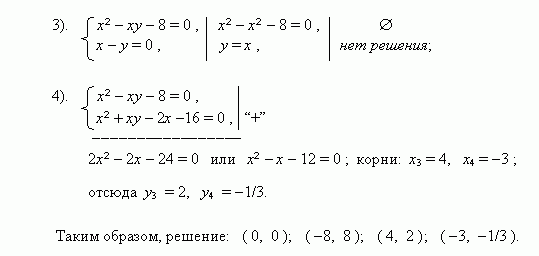 3). { x² – xy – 8 = 0 , | x² – x² – 8 = 0 , | ∅
x – y = 0 , | y = x , | нет решения;
4). { x² – xy – 8 = 0 ,
x² + xy – 2x –16 = 0 , | “+”
2x² – 2x – 24 = 0 или x² – x – 12 = 0 ; корни: x₃ = 4, x₄ = –3 ;
отсюда y₃ = 2, y₄ = –1/3.
Таким образом, решение: ( 0, 0 ); ( –8, 8 ); ( 4, 2 ); ( –3, –1/3 ).